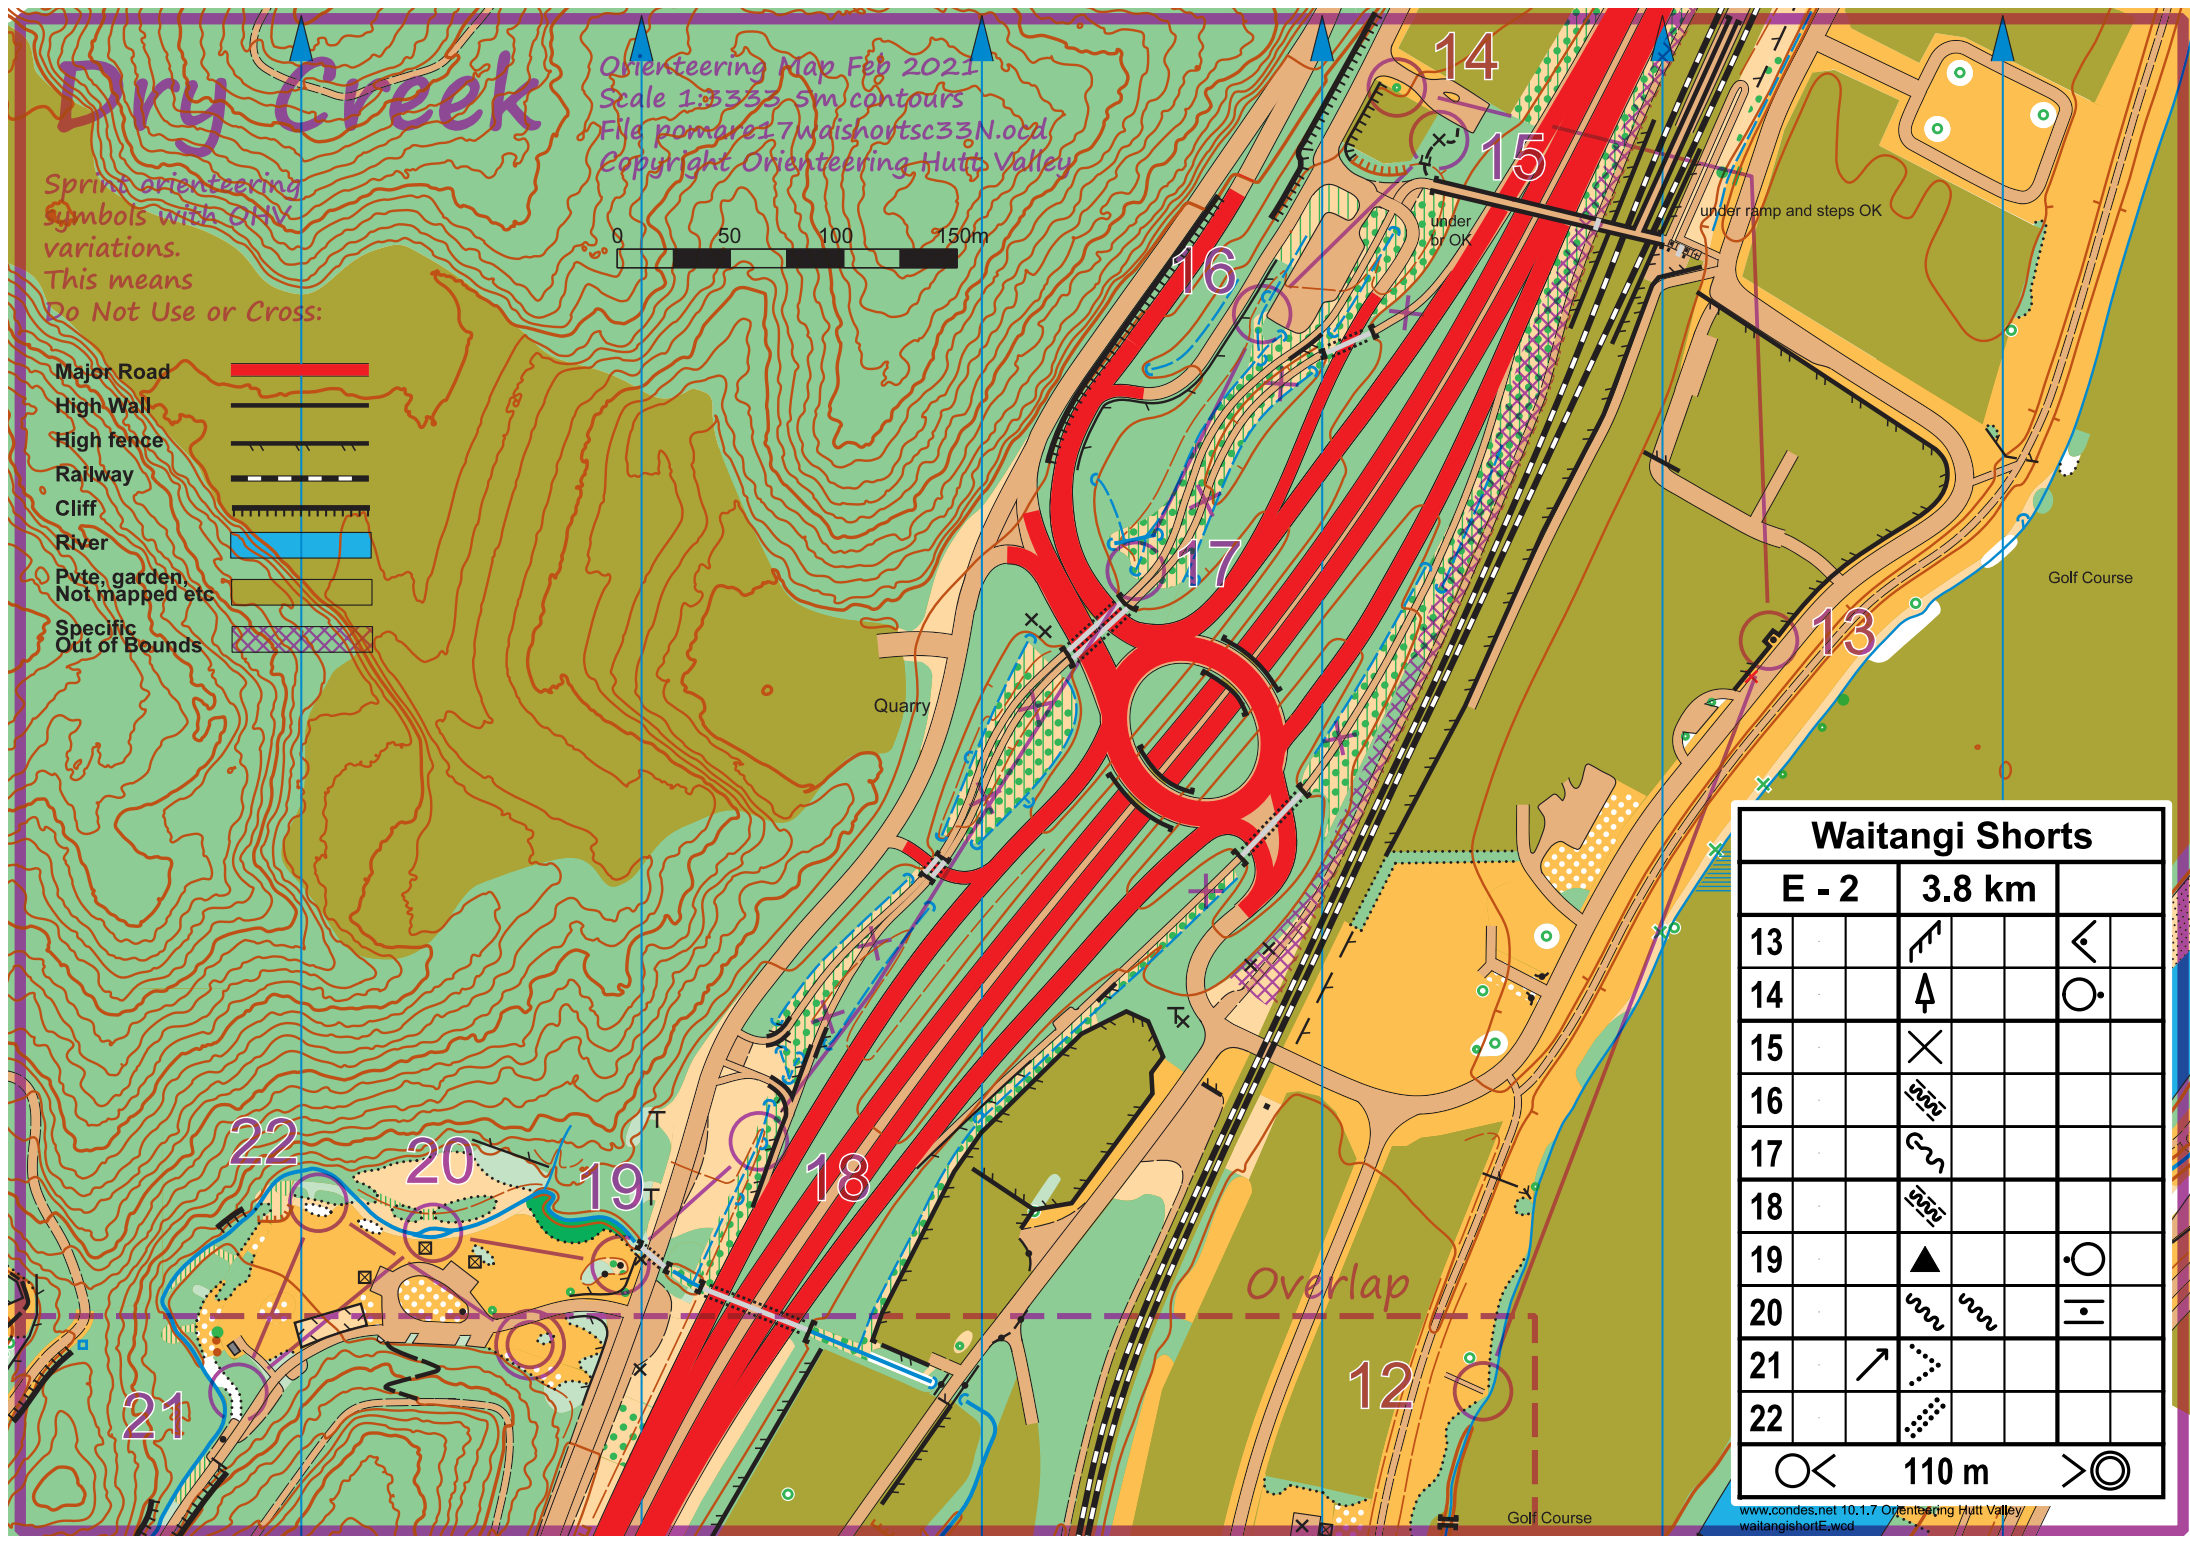 Dry Creek
Orienteering Map Feb 2021
Scale 1:3333 5m contours
File pomare17waishortsc33N.ocd
Copyright Orienteering Hutt Valley
Sprint orienteering
symbols with OHV
variations.
This means
Do Not Use or Cross:
Major Road
High Wall
High fence
Railway
Cliff
River
Pvte, garden,
Not mapped etc
Specific
Out of Bounds
0 50 100 150m
14
15
under
br OK
under ramp and steps OK
16
17
13
Golf Course
Quarry
18
19
20
22
21
12
Overlap
Golf Course
Waitangi Shorts
E - 2 3.8 km
13
14
15
16
17
18
19
20
21
22
110 m
www.condes.net 10.1.7 Orienteering Hutt Valley
waitangishortE.wcd